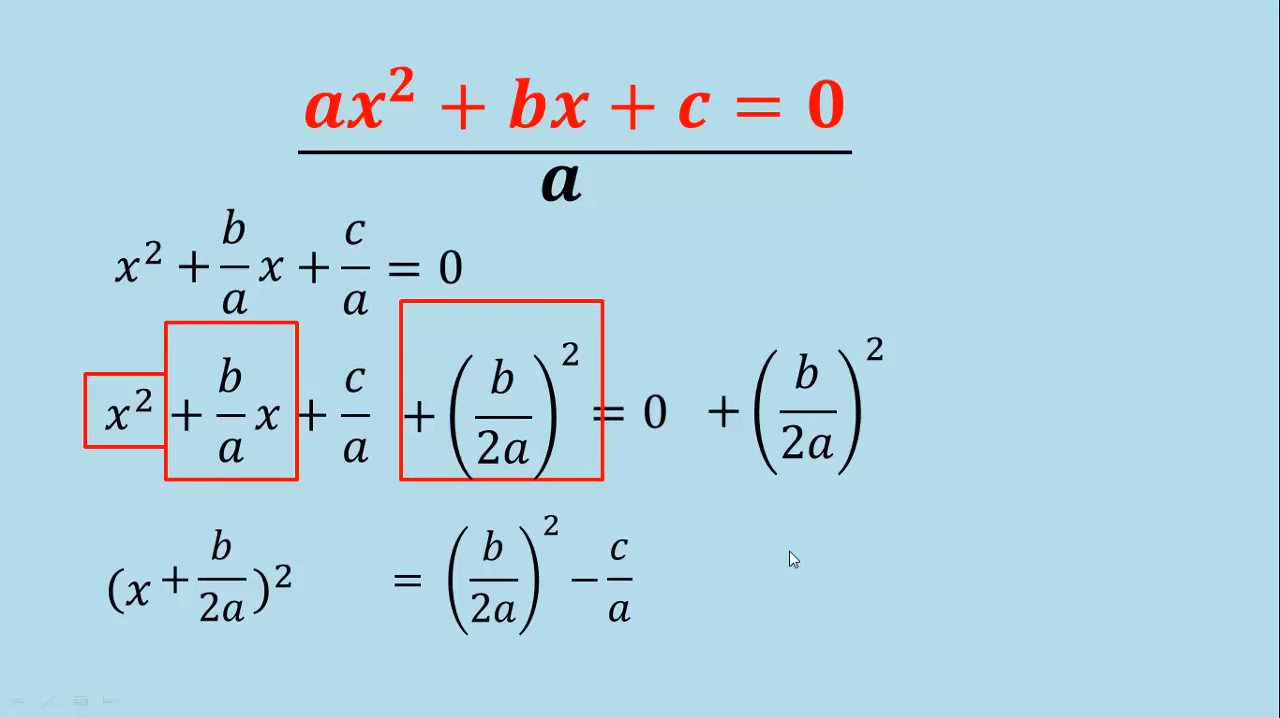 ax² + bx + c = 0
a
x² + b/a x + c/a = 0
x² + b/a x + c/a + (b/2a)² = 0 + (b/2a)²
(x + b/2a)² = (b/2a)² − c/a